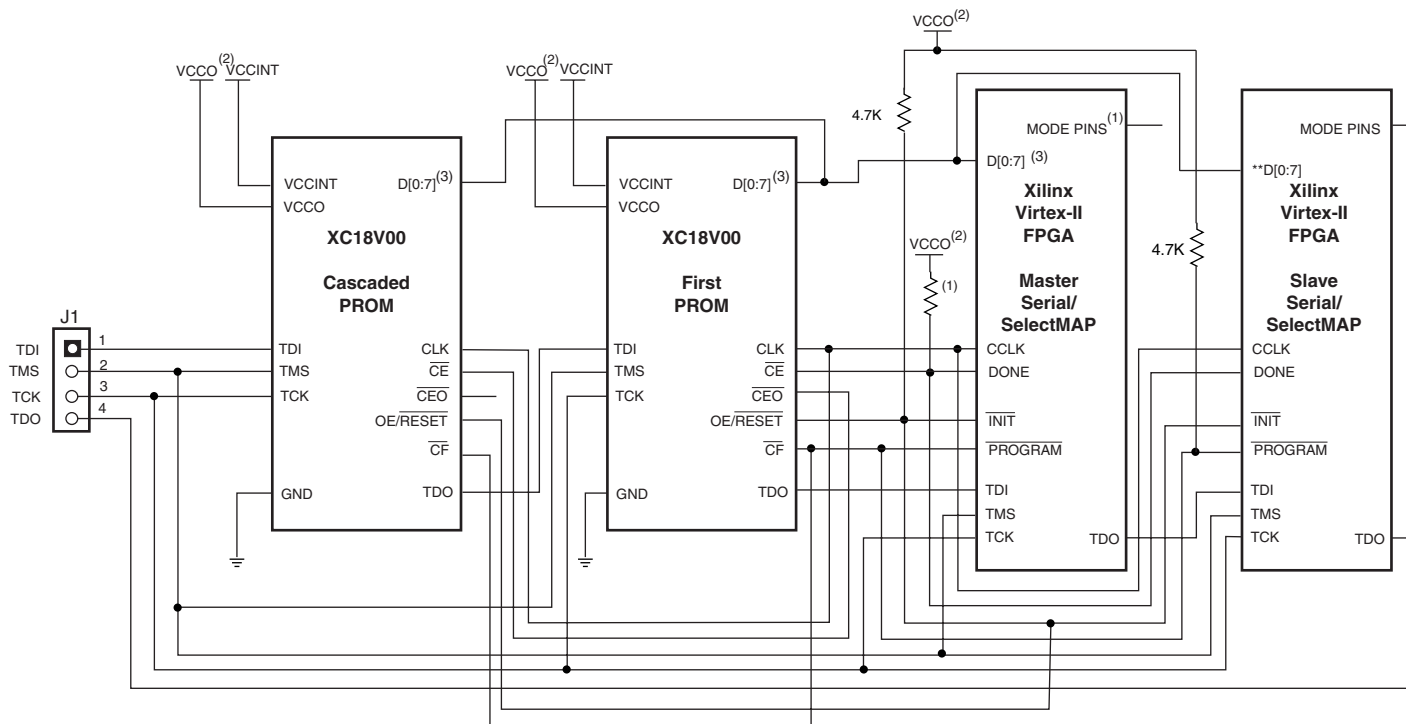 VCCO(2)
VCCO(2) VCCINT
VCCO(2) VCCINT
4.7K
MODE PINS(1)
MODE PINS
D[0:7](3)
VCCINT
VCCO
D[0:7](3)
VCCINT
VCCO
D[0:7] (3)
**D[0:7]
Xilinx
Virtex-II
FPGA
Xilinx
Virtex-II
FPGA
XC18V00
XC18V00
VCCO(2)
4.7K
Cascaded
PROM
First
PROM
(1)
Master
Serial/
SelectMAP
Slave
Serial/
SelectMAP
J1
TDI
TMS
TCK
TDO
1
2
3
4
TDI
TMS
TCK
GND
CLK
CE
CEO
OE/RESET
CF
TDO
TDI
TMS
TCK
GND
CLK
CE
CEO
OE/RESET
CF
TDO
CCLK
DONE
INIT
PROGRAM
TDI
TMS
TCK
TDO
CCLK
DONE
INIT
PROGRAM
TDI
TMS
TCK
TDO